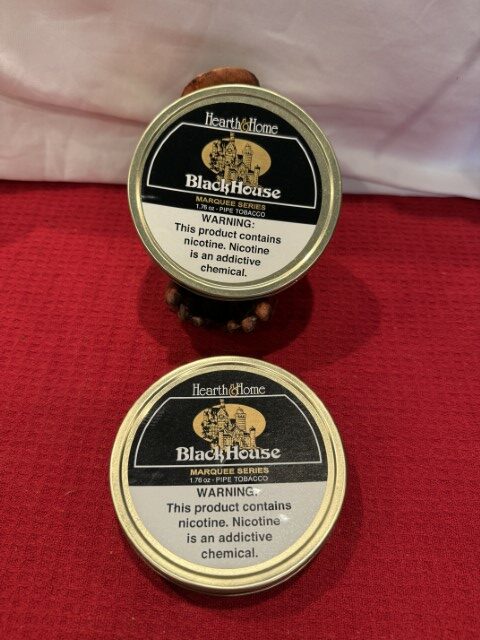 Hearth & Home
BlackHouse
MARQUEE SERIES
1.76 oz - PIPE TOBACCO
WARNING:
This product contains
nicotine. Nicotine
is an addictive
chemical.
Hearth & Home
BlackHouse
MARQUEE SERIES
1.76 oz - PIPE TOBACCO
WARNING:
This product contains
nicotine. Nicotine
is an addictive
chemical.